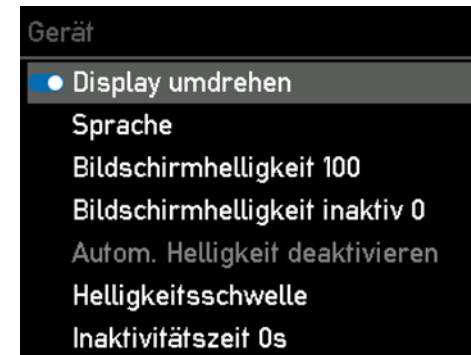 Gerät
Display umdrehen
Sprache
Bildschirmhelligkeit 100
Bildschirmhelligkeit inaktiv 0
Autom. Helligkeit deaktivieren
Helligkeitsschwelle
Inaktivitätszeit 0s